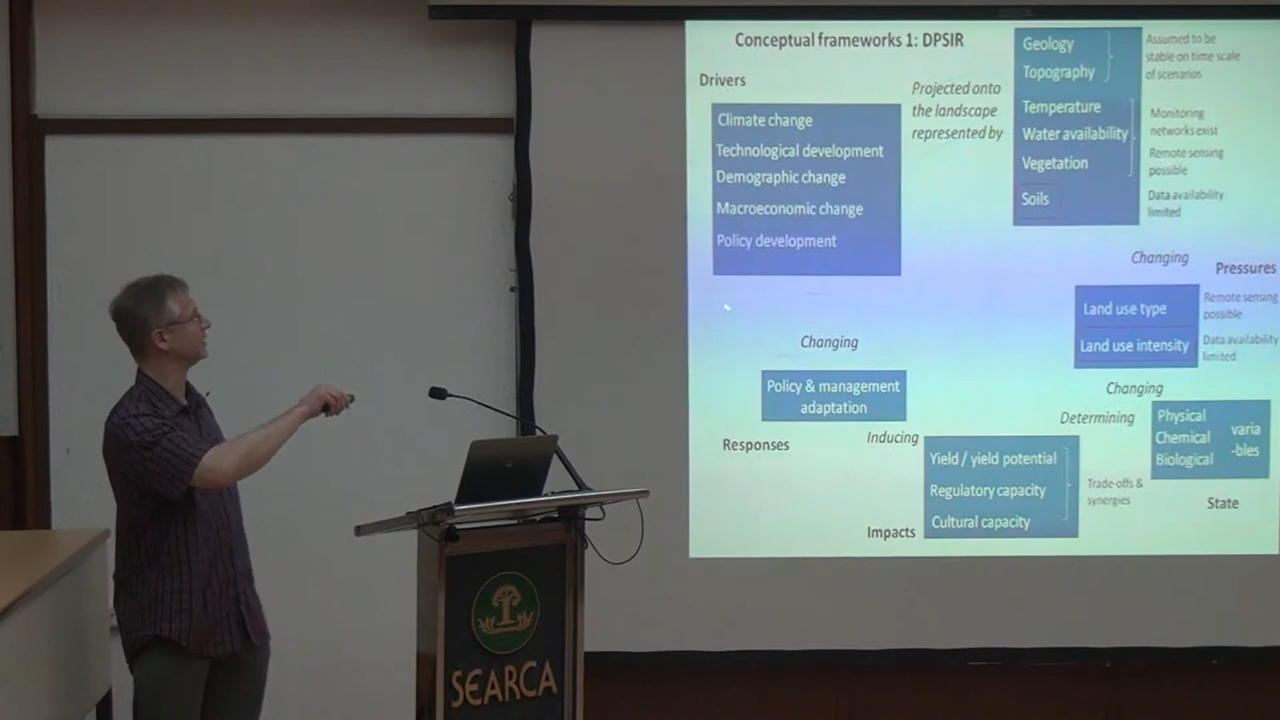 Conceptual frameworks 1: DPSIR
Drivers
Climate change
Technological development
Demographic change
Macroeconomic change
Policy development
Projected onto
the landscape
represented by
Geology
Topography
Temperature
Water availability
Vegetation
Soils
Assumed to be
stable on time scale
of scenarios
Monitoring
networks exist
Remote sensing
possible
Data availability
limited
Changing
Pressures
Land use type
Land use intensity
Remote sensing
possible
Data availability
limited
Changing
Determining
Physical
Chemical
Biological
varia
-bles
State
Trade-offs &
synergies
Yield / yield potential
Regulatory capacity
Cultural capacity
Impacts
Inducing
Changing
Policy & management
adaptation
Responses
SEARCA